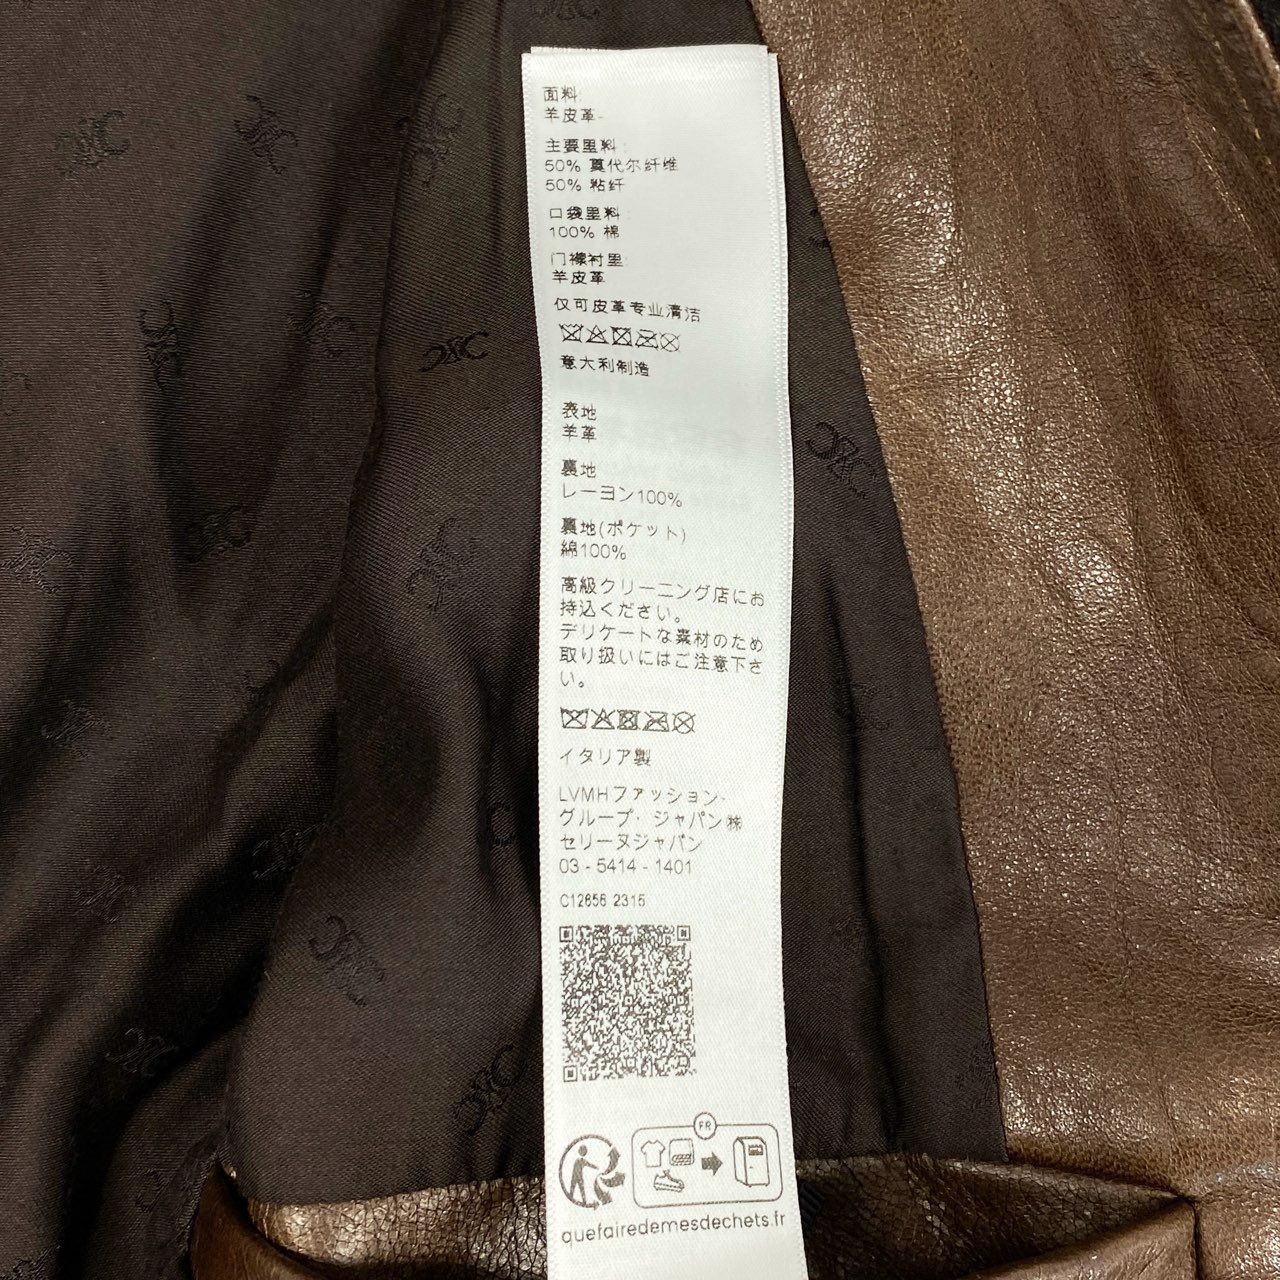 面料:
羊皮革-
主要里料:
50% 莫代尔纤维
50% 粘纤
口袋里料:
100% 棉
门襟衬里:
羊皮革
仅可皮革专业清洁
意大利制造
表地
羊革
裏地
レーヨン100%
裏地(ポケット)
綿100%
高級クリーニング店にお
持込ください。
デリケートな素材のため
取り扱いにはご注意下さ
い。
イタリア製
LVMHファッション・
グループ・ジャパン㈱
セリーヌジャパン
03 - 5414 - 1401
C12656 2315
FR
quefairedemesdechets.fr